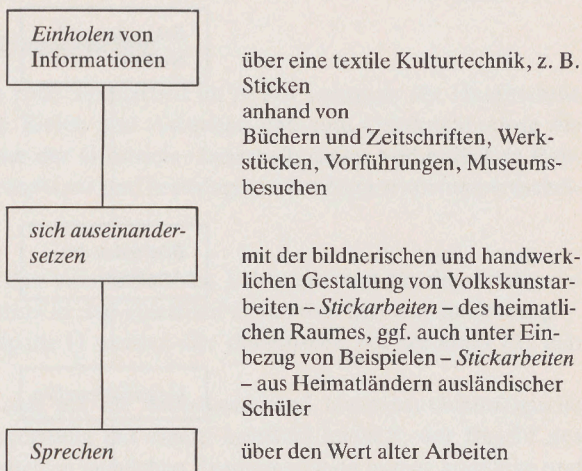 Einholen von
Informationen
über eine textile Kulturtechnik, z. B.
Sticken
anhand von
Büchern und Zeitschriften, Werk-
stücken, Vorführungen, Museums-
besuchen
sich auseinander-
setzen
mit der bildnerischen und handwerk-
lichen Gestaltung von Volkskunstar-
beiten – Stickarbeiten – des heimatli-
chen Raumes, ggf. auch unter Ein-
bezug von Beispielen – Stickarbeiten
– aus Heimatländern ausländischer
Schüler
Sprechen
über den Wert alter Arbeiten